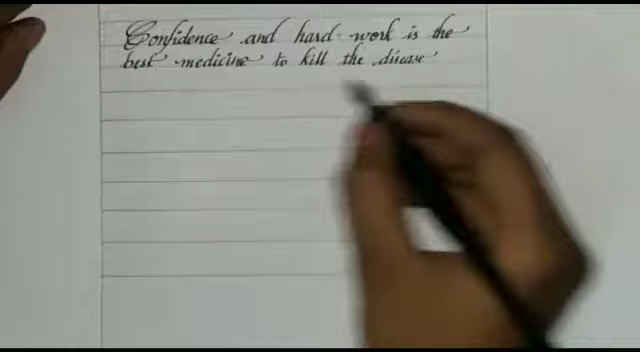 Confidence and hard-work is the
best medicine to kill the disease